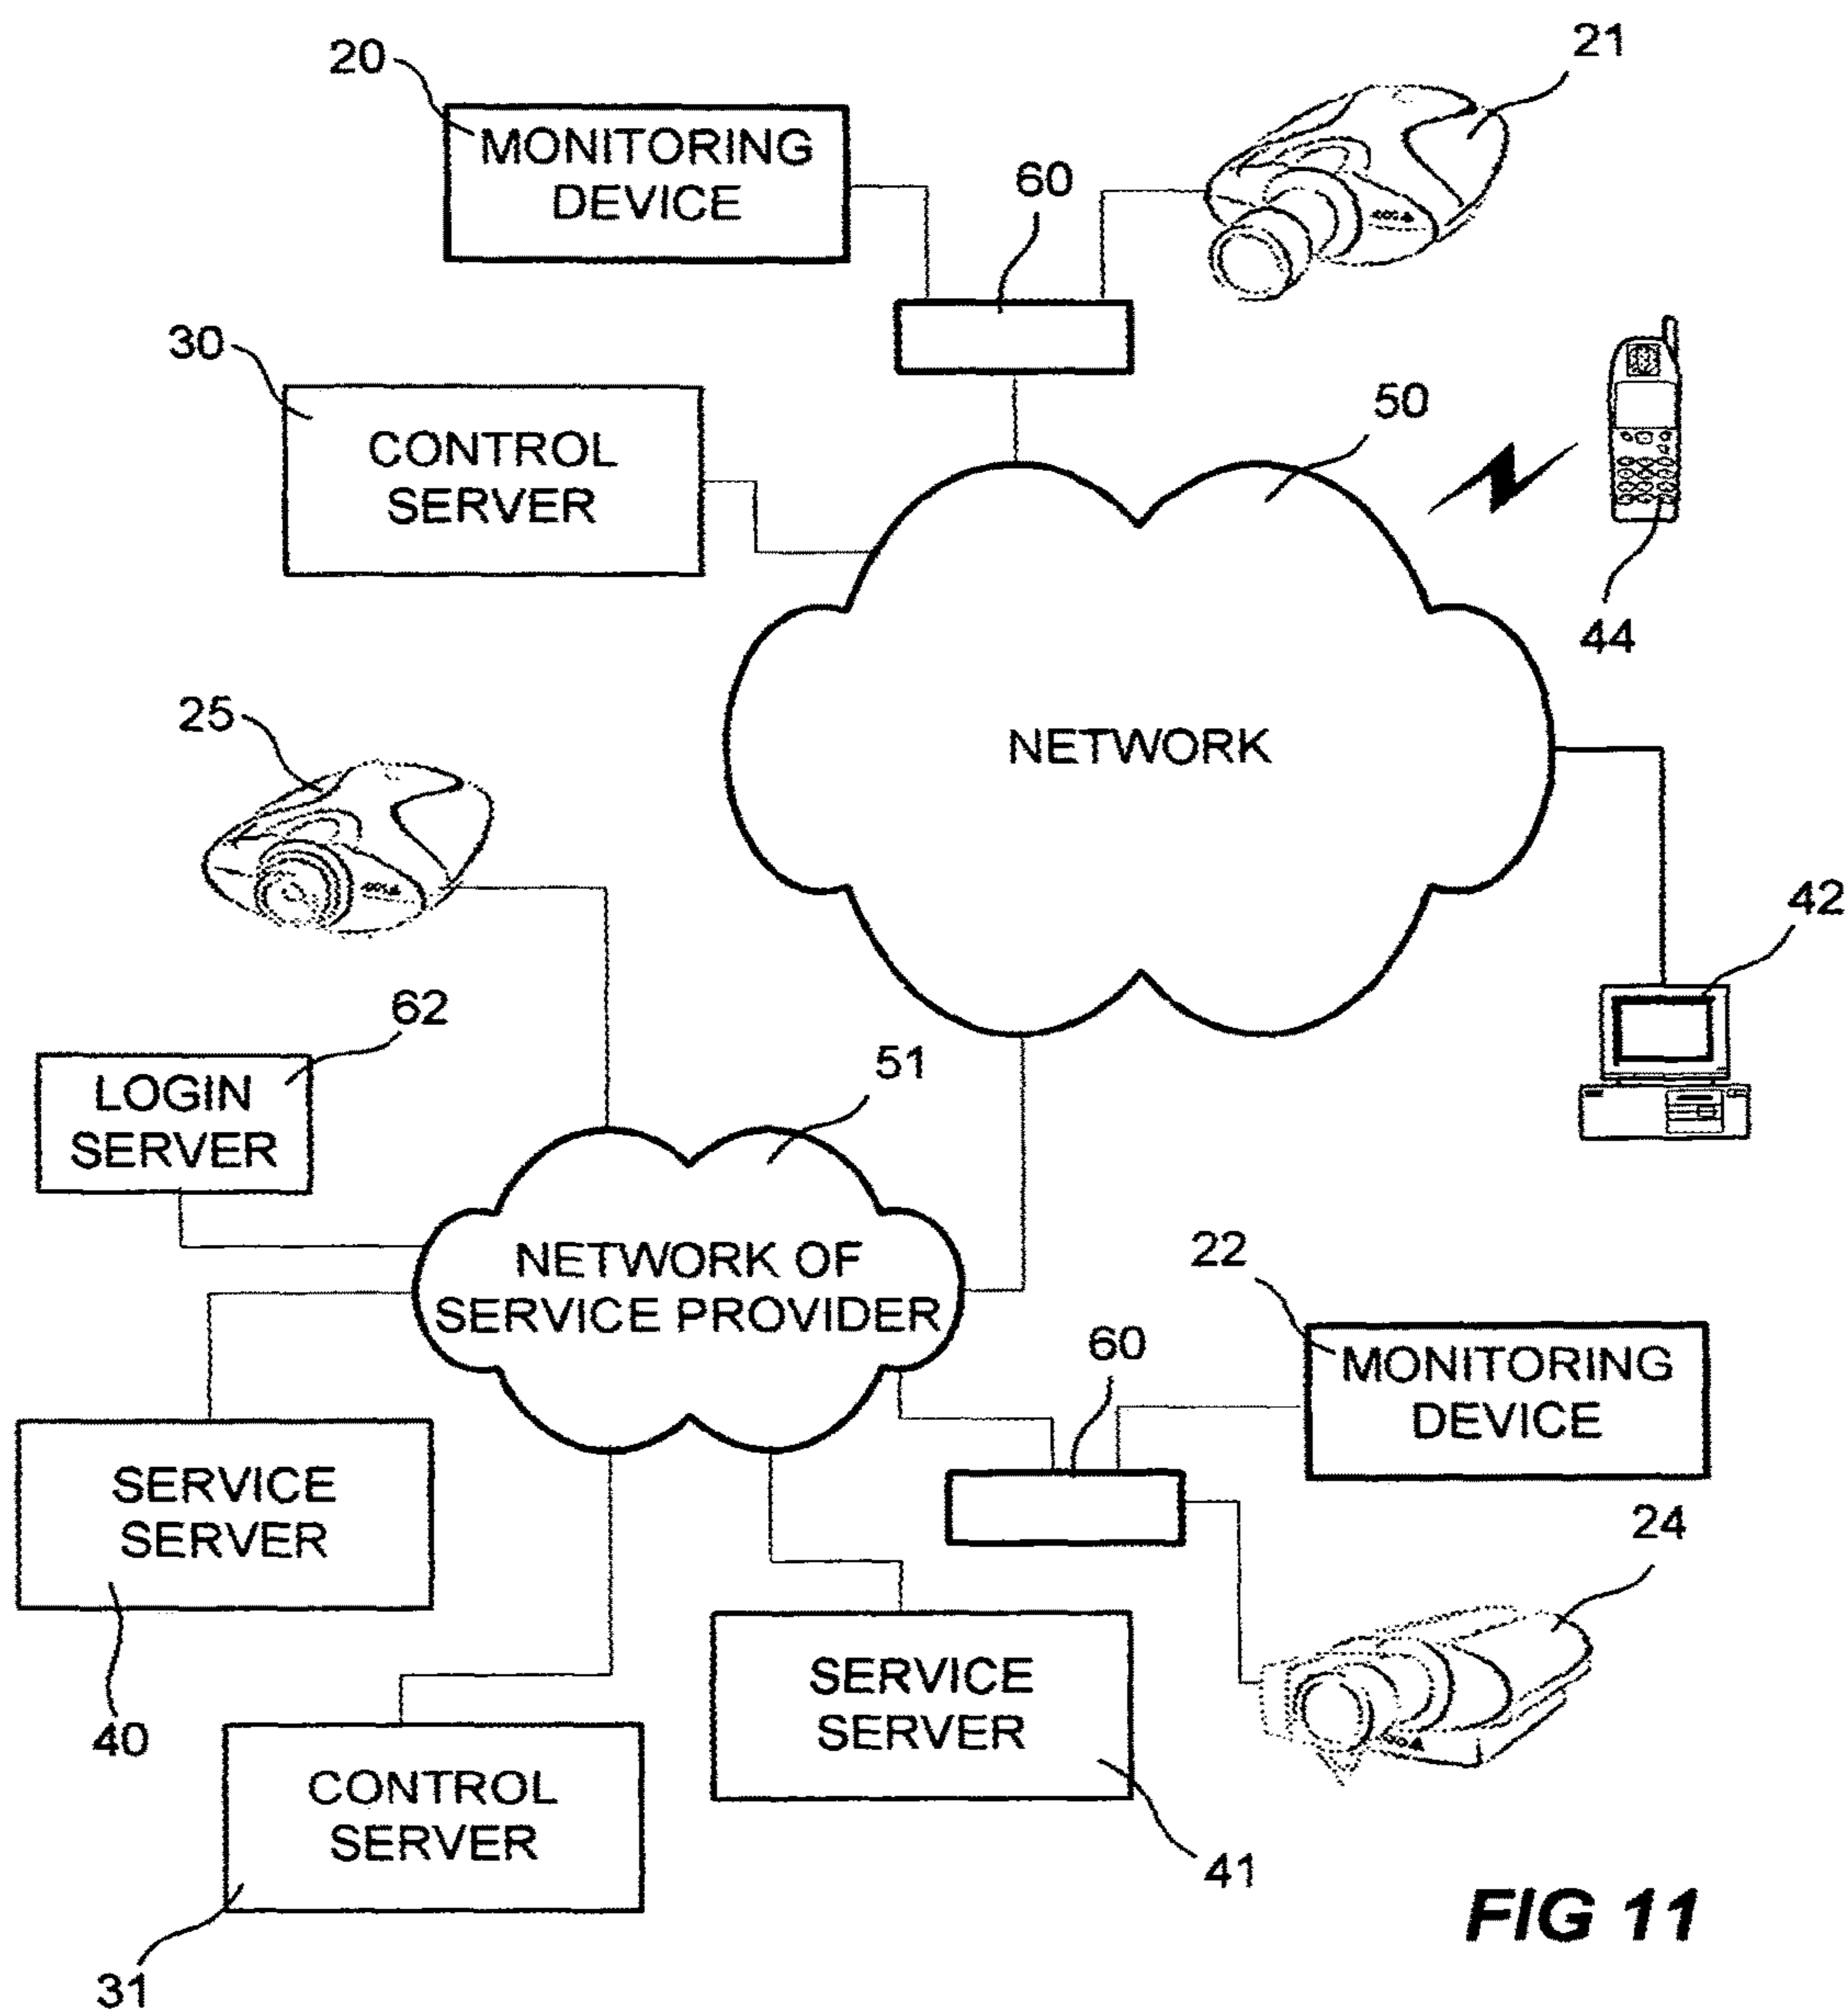 20
21
MONITORING
DEVICE
60
30
CONTROL
SERVER
50
44
NETWORK
25
42
62
LOGIN
SERVER
51
NETWORK OF
SERVICE PROVIDER
22
MONITORING
DEVICE
60
SERVICE
SERVER
24
40
SERVICE
SERVER
CONTROL
SERVER
41
31
FIG 11